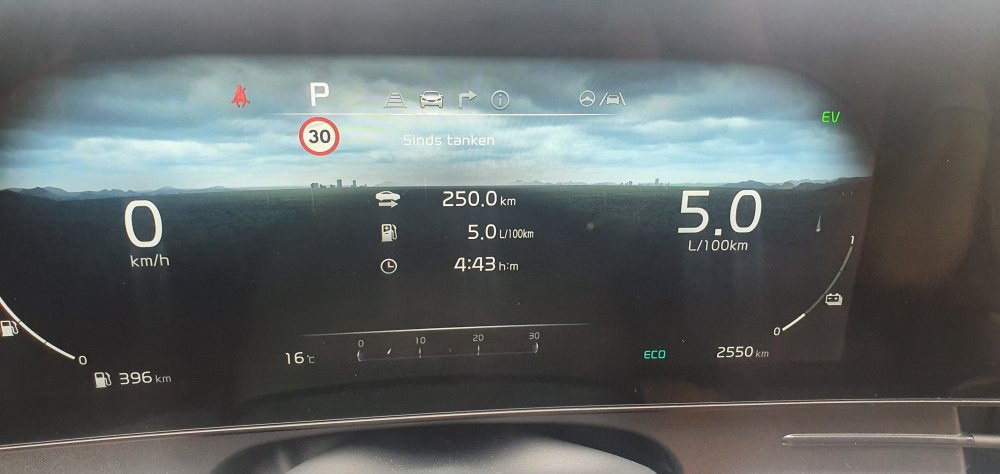 P
30
EV
Sinds tanken
0
km/h
250.0 km
5.0 L/100km
4:43 h:m
5.0
L/100km
1
0
0
396 km
16°C
0 10 20 30
ECO
2550 km